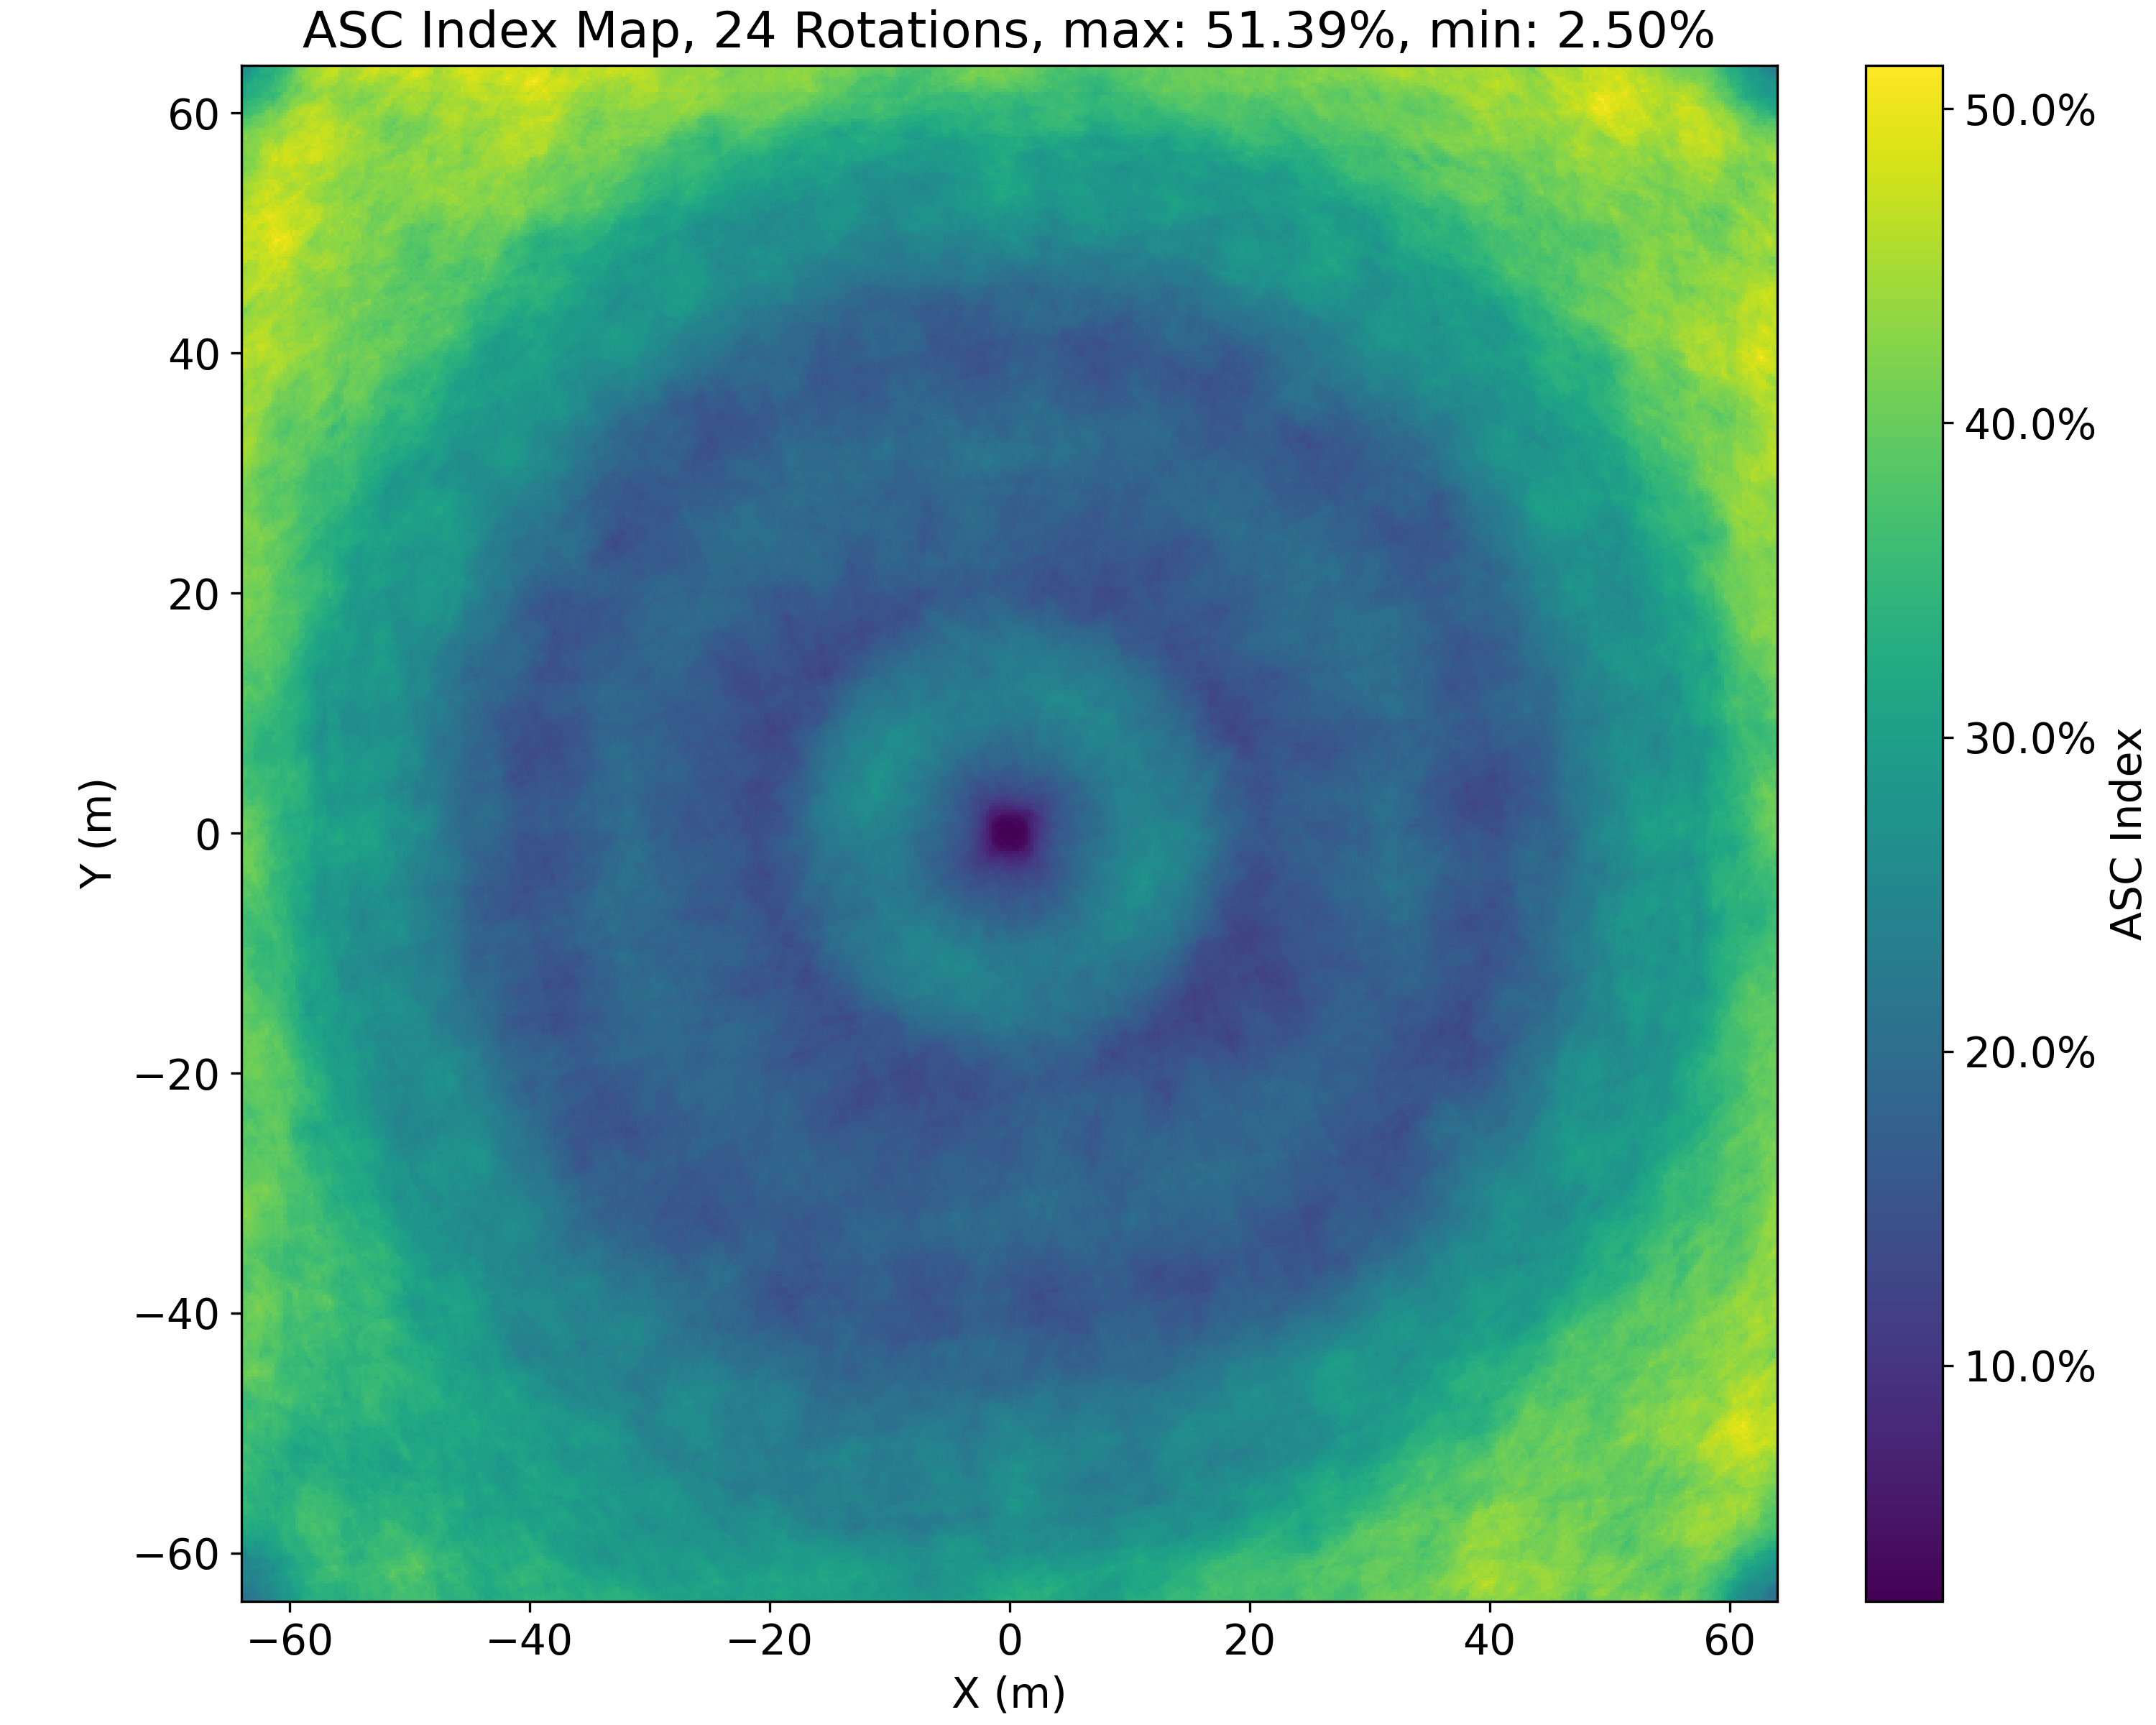 ASC Index Map, 24 Rotations, max: 51.39%, min: 2.50%
60
40
20
0
−20
−40
−60
Y (m)
−60 −40 −20 0 20 40 60
X (m)
50.0%
40.0%
30.0%
20.0%
10.0%
ASC Index